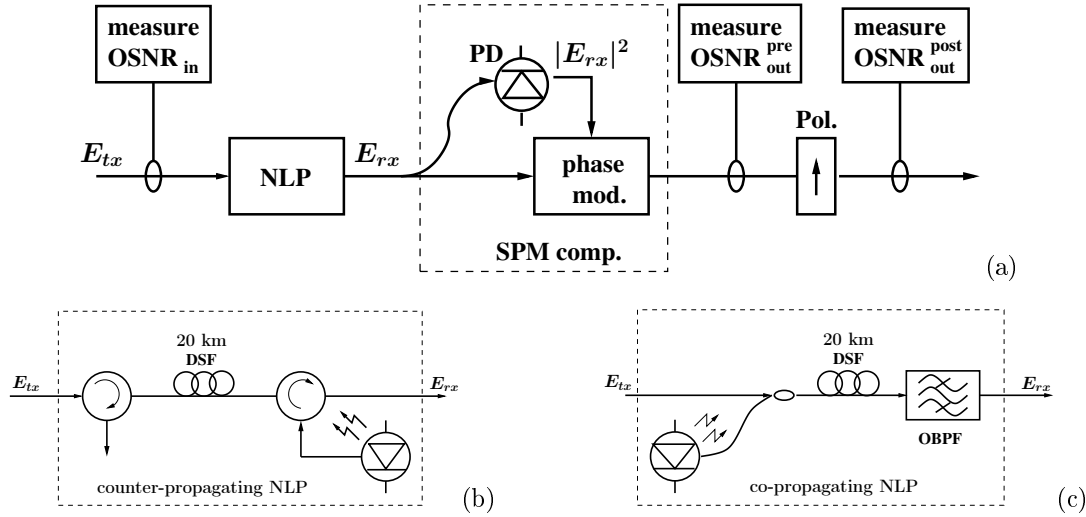 measure
OSNR in
measure
OSNR pre out
measure
OSNR post out
PD
|E_rx|^2
Pol.
E_tx
NLP
E_rx
phase
mod.
SPM comp.
(a)
20 km
DSF
E_tx
E_rx
counter-propagating NLP
(b)
20 km
DSF
E_tx
E_rx
OBPF
co-propagating NLP
(c)